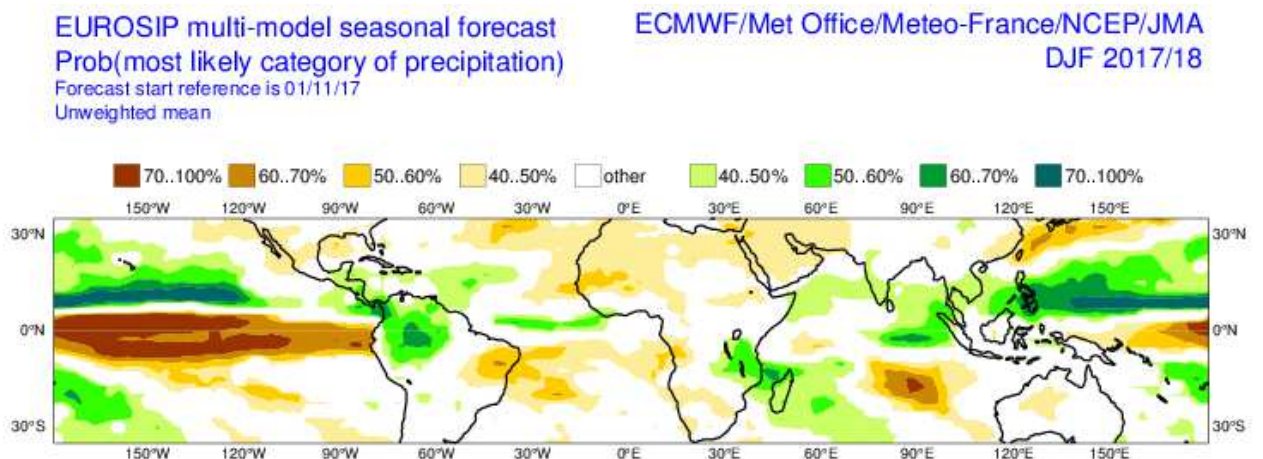 EUROSIP multi-model seasonal forecast
Prob(most likely category of precipitation)
Forecast start reference is 01/11/17
Unweighted mean
ECMWF/Met Office/Meteo-France/NCEP/JMA
DJF 2017/18
70..100% 60..70% 50..60% 40..50% other 40..50% 50..60% 60..70% 70..100%
150°W 120°W 90°W 60°W 30°W 0°E 30°E 60°E 90°E 120°E 150°E
30°N 30°N
0°N 0°N
30°S 30°S
150°W 120°W 90°W 60°W 30°W 0°E 30°E 60°E 90°E 120°E 150°E